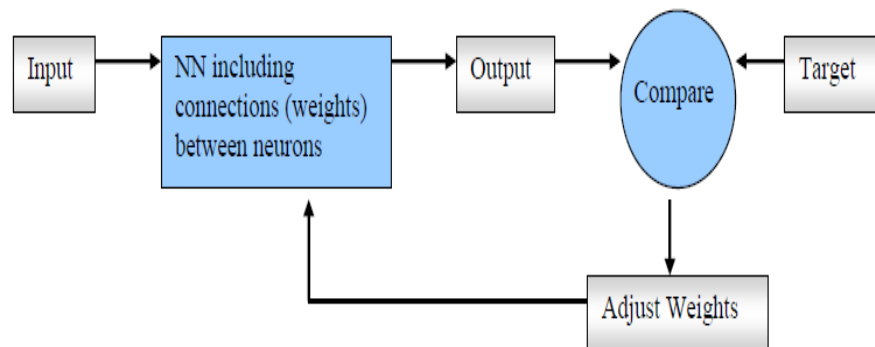 Input
NN including
connections (weights)
between neurons
Output
Compare
Target
Adjust Weights